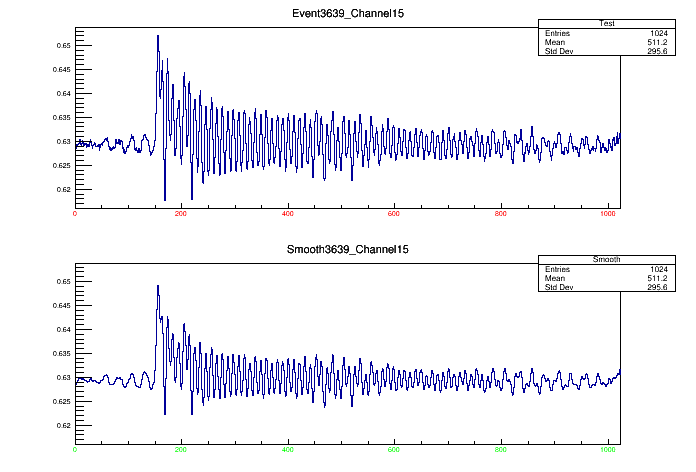 Event3639_Channel15
Test
Entries 1024
Mean 511.2
Std Dev 295.6
0.65
0.645
0.64
0.635
0.63
0.625
0.62
0 200 400 600 800 1000
Smooth3639_Channel15
Smooth
Entries 1024
Mean 511.2
Std Dev 295.6
0.65
0.645
0.64
0.635
0.63
0.625
0.62
0 200 400 600 800 1000